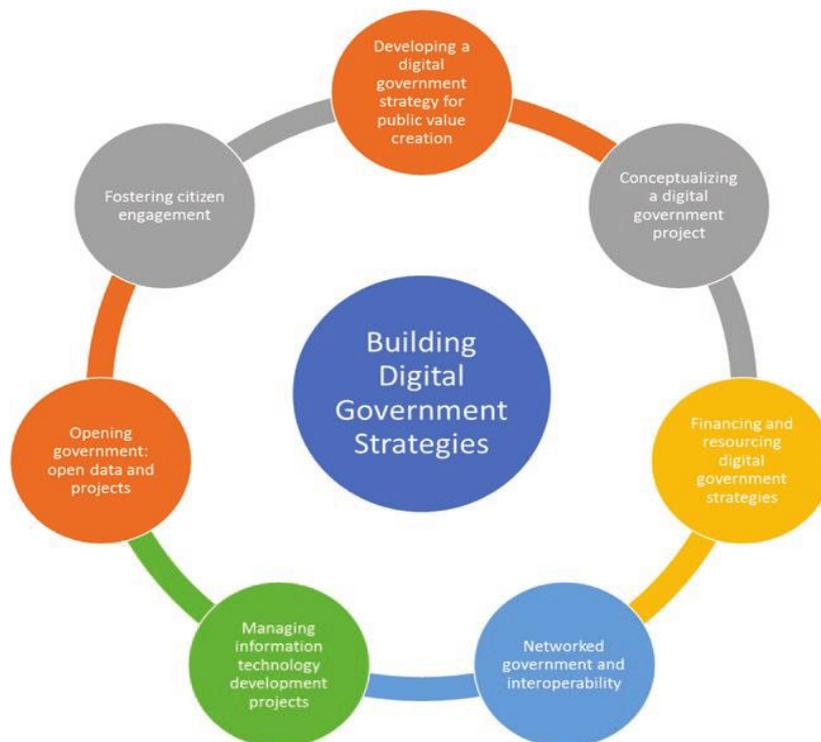 Developing a
digital
government
strategy for
public value
creation
Conceptualizing
a digital
government
project
Financing and
resourcing
digital
government
strategies
Networked
government and
interoperability
Managing
information
technology
development
projects
Opening
government:
open data and
projects
Fostering citizen
engagement
Building
Digital
Government
Strategies